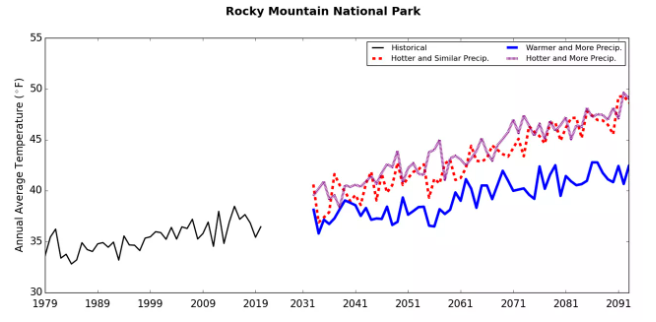 Rocky Mountain National Park
Annual Average Temperature (°F)
55
50
45
40
35
30
Historical
Hotter and Similar Precip.
Warmer and More Precip.
Hotter and More Precip.
1979 1989 1999 2009 2019 2031 2041 2051 2061 2071 2081 2091